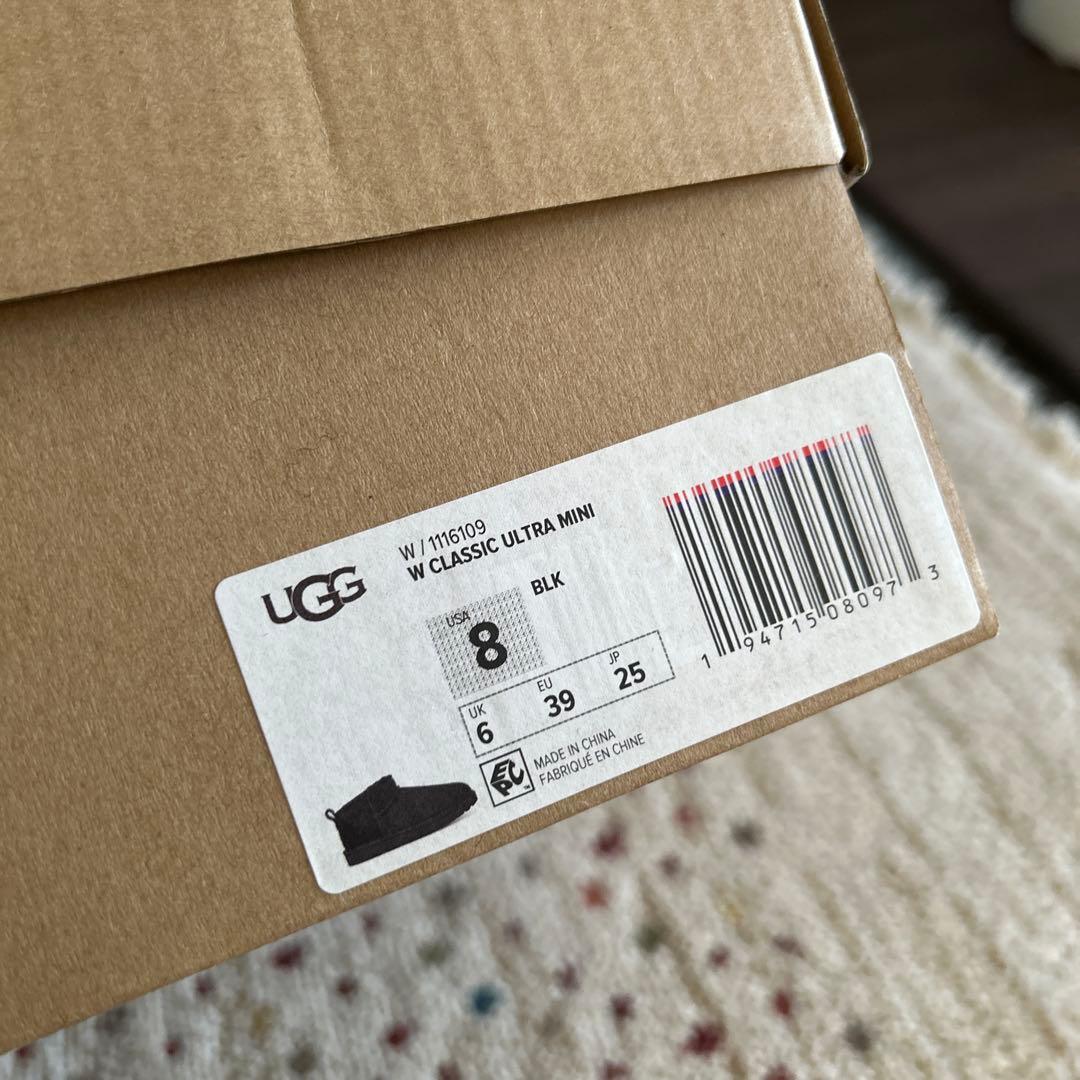 UGG
W / 1116109
W CLASSIC ULTRA MINI
BLK
USA
8
UK EU JP
6 39 25
EPC™
MADE IN CHINA
FABRIQUÉ EN CHINE
1 94715 08097 3